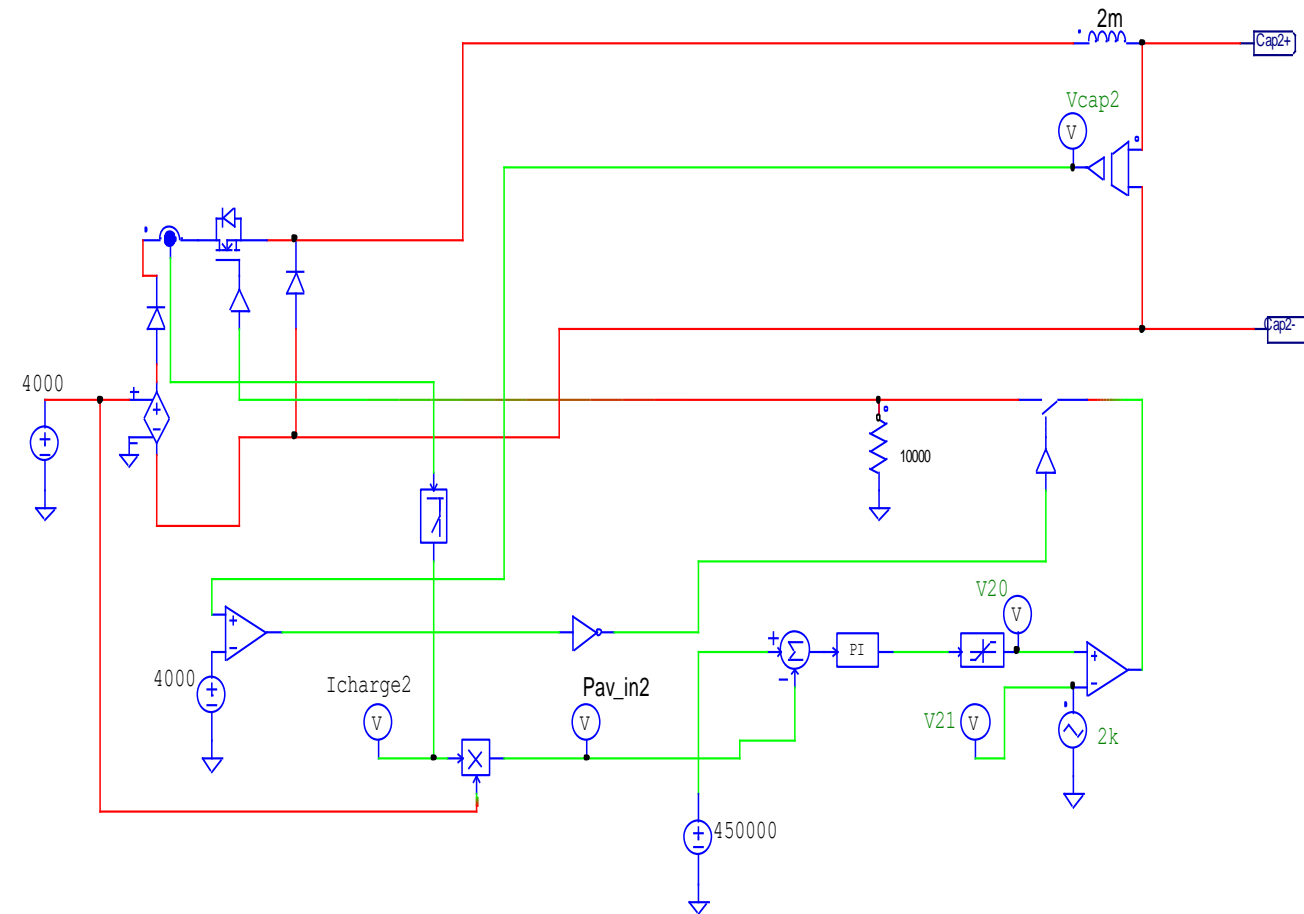 2m
Cap2+
Vcap2
V
Cap2-
4000
10000
V20
V
PI
4000
Icharge2
V
Pav_in2
V
V21
V
2k
X
450000